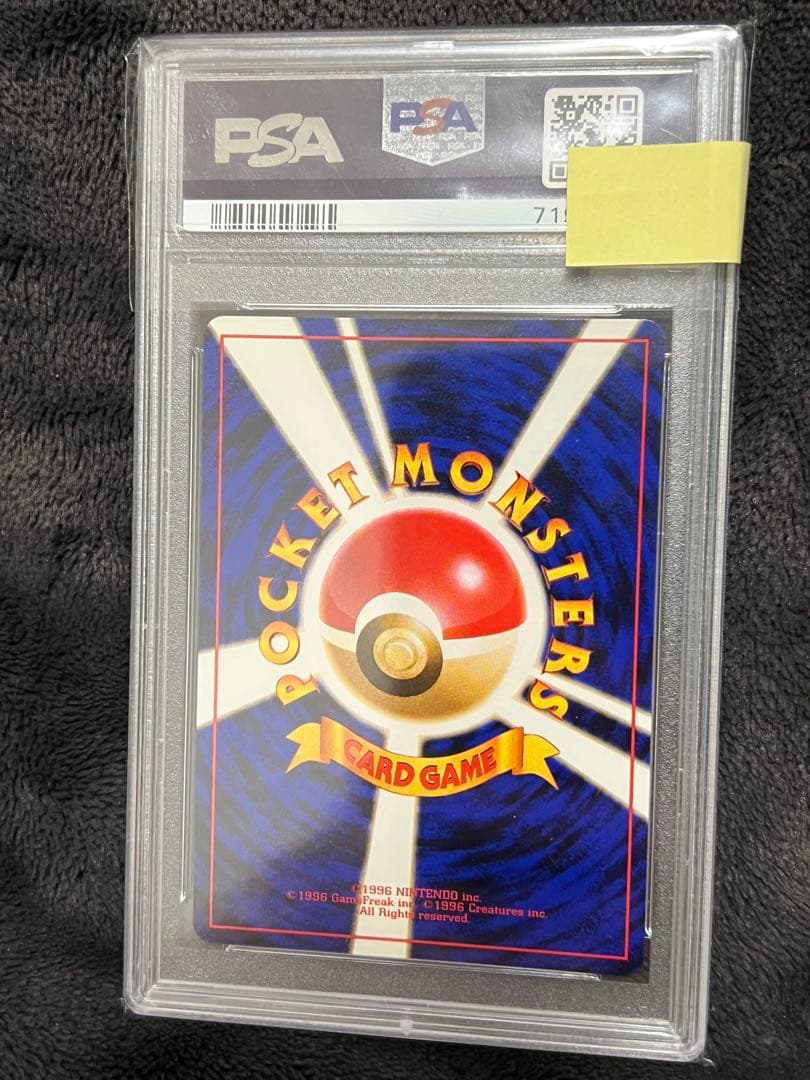 PSA
PSA
71
POCKET MONSTERS
CARD GAME
©1996 NINTENDO inc.
©1996 GameFreak inc. ©1996 Creatures inc.
All Rights reserved.